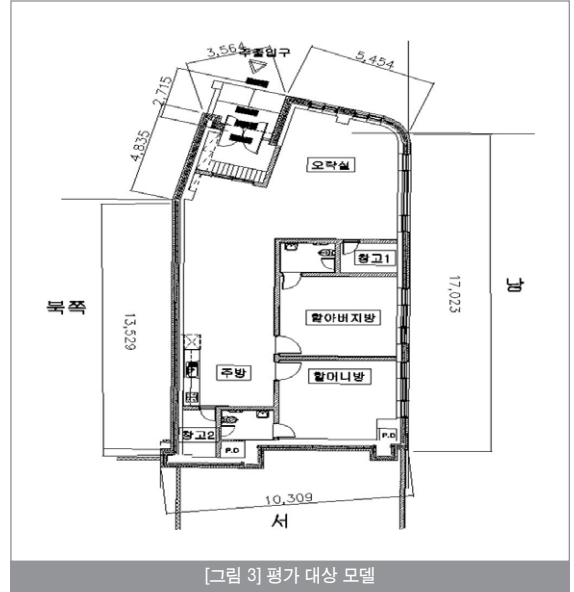 3,564
주출입구
5,454
2,715
4,835
오락실
창고1
북쪽
13,529
할아버지방
17,023
남
주방
할머니방
창고2
P.D
P.D
10,309
서
[그림 3] 평가 대상 모델